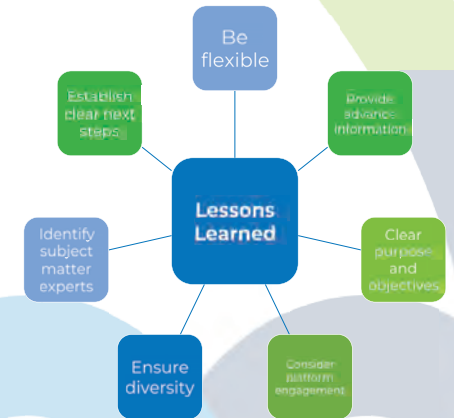 Be
flexible
Provide
advance
information
Clear
purpose
and
objectives
Consider
platform
engagement
Ensure
diversity
Identify
subject
matter
experts
Establish
clear next
steps
Lessons
Learned